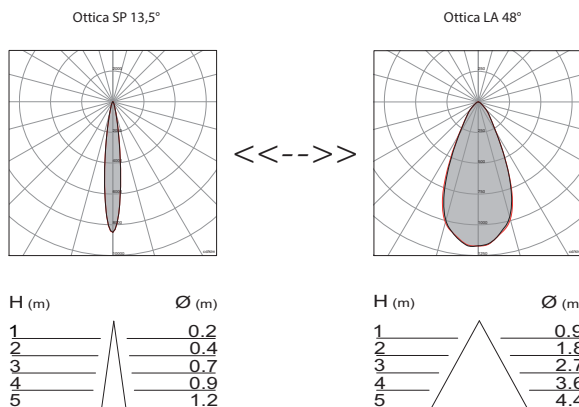 Ottica SP 13,5°
Ottica LA 48°
<<-->>
H (m) Ø (m)
1 0.2
2 0.4
3 0.7
4 0.9
5 1.2
H (m) Ø (m)
1 0.9
2 1.8
3 2.7
4 3.6
5 4.4